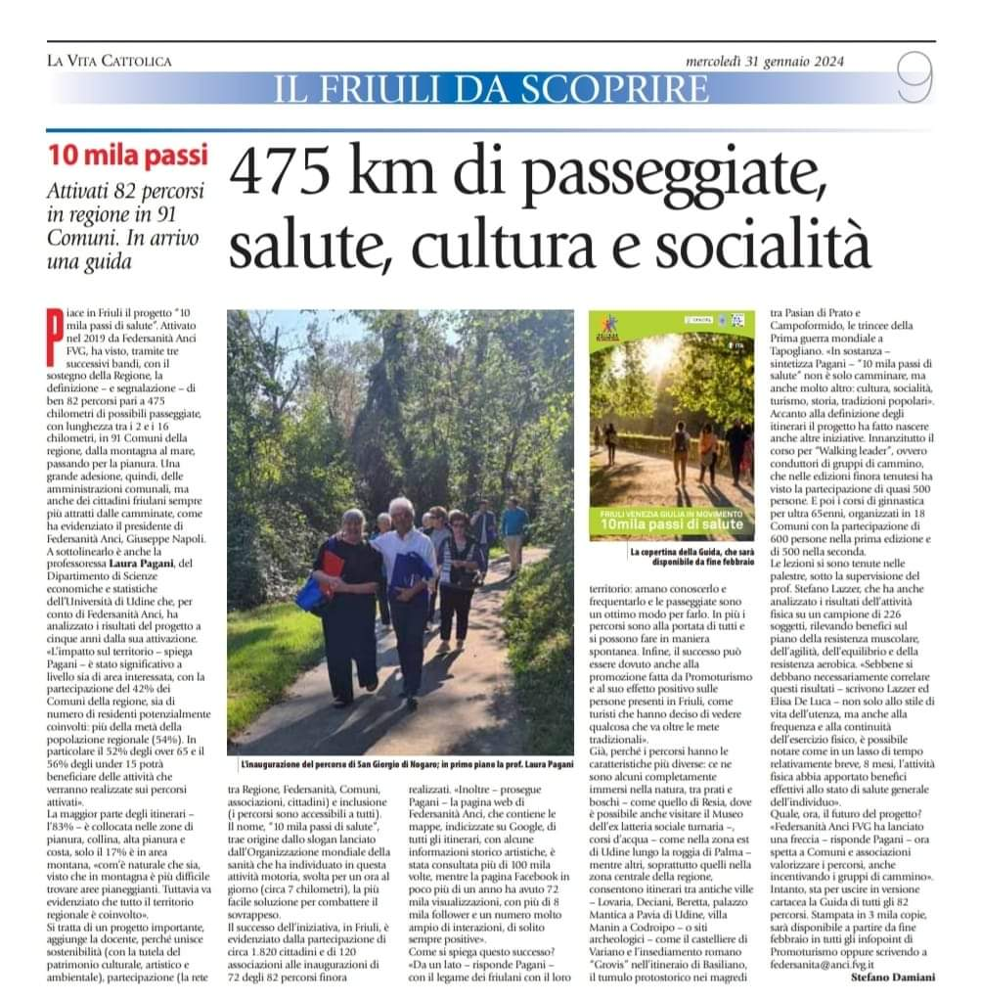 LA VITA CATTOLICA
mercoledì 31 gennaio 2024
9
IL FRIULI DA SCOPRIRE
10 mila passi
Attivati 82 percorsi
in regione in 91
Comuni. In arrivo
una guida
475 km di passeggiate,
salute, cultura e socialità
Piace in Friuli il progetto "10
mila passi di salute". Attivato
nel 2019 da Federsanità Anci
FVG, ha visto, tramite tre
successivi bandi, con il
sostegno della Regione, la
definizione – e segnalazione – di
ben 82 percorsi pari a 475
chilometri di possibili passeggiate,
con lunghezza tra i 2 e i 16
chilometri, in 91 Comuni della
regione, dalla montagna al mare,
passando per la pianura. Una
grande adesione, quindi, delle
amministrazioni comunali, ma
anche dei cittadini friulani sempre
più attratti dalle camminate, come
ha evidenziato il presidente di
Federsanità Anci, Giuseppe Napoli.
A sottolinearlo è anche la
professoressa Laura Pagani, del
Dipartimento di Scienze
economiche e statistiche
dell'Università di Udine che, per
conto di Federsanità Anci, ha
analizzato i risultati del progetto a
cinque anni dalla sua attivazione.
«L'impatto sul territorio – spiega
Pagani – è stato significativo a
livello sia di area interessata, con la
partecipazione del 42% dei
Comuni della regione, sia di
numero di residenti potenzialmente
coinvolti: più della metà della
popolazione regionale (54%). In
particolare il 52% degli over 65 e il
56% degli under 15 potrà
beneficiare delle attività che
verranno realizzate sui percorsi
attivati».
La maggior parte degli itinerari –
l'83% – è collocata nelle zone di
pianura, collina, alta pianura e
costa, solo il 17% è in area
montana, «com'è naturale che sia,
visto che in montagna è più difficile
trovare aree pianeggianti. Tuttavia va
evidenziato che tutto il territorio
regionale è coinvolto».
Si tratta di un progetto importante,
aggiunge la docente, perché unisce
sostenibilità (con la tutela del
patrimonio culturale, artistico e
ambientale), partecipazione (la rete
L'inaugurazione del percorso di San Giorgio di Nogaro; in primo piano la prof. Laura Pagani
tra Regione, Federsanità, Comuni,
associazioni, cittadini) e inclusione
(i percorsi sono accessibili a tutti).
Il nome, "10 mila passi di salute",
trae origine dallo slogan lanciato
dall'Organizzazione mondiale della
sanità che ha individuato in questa
attività motoria, svolta per un ora al
giorno (circa 7 chilometri), la più
facile soluzione per combattere il
sovrappeso.
Il successo dell'iniziativa, in Friuli, è
evidenziato dalla partecipazione di
circa 1.820 cittadini e di 120
associazioni alle inaugurazioni di
72 degli 82 percorsi finora
realizzati. «Inoltre – prosegue
Pagani – la pagina web di
Federsanità Anci, che contiene le
mappe, indicizzate su Google, di
tutti gli itinerari, con alcune
informazioni storico artistiche, è
stata consultata più di 100 mila
volte, mentre la pagina Facebook in
poco più di un anno ha avuto 72
mila visualizzazioni, con più di 8
mila follower e un numero molto
ampio di interazioni, di solito
sempre positive».
Come si spiega questo successo?
«Da un lato – risponde Pagani –
con il legame dei friulani con il loro
ITA
FRIULI VENEZIA GIULIA IN MOVIMENTO
10mila passi di salute
La copertina della Guida, che sarà
disponibile da fine febbraio
territorio: amano conoscerlo e
frequentarlo e le passeggiate sono
un ottimo modo per farlo. In più i
percorsi sono alla portata di tutti e
si possono fare in maniera
spontanea. Infine, il successo può
essere dovuto anche alla
promozione fatta da Promoturismo
e al suo effetto positivo sulle
persone presenti in Friuli, come
turisti che hanno deciso di vedere
qualcosa che va oltre le mete
tradizionali».
Già, perché i percorsi hanno le
caratteristiche più diverse: ce ne
sono alcuni completamente
immersi nella natura, tra prati e
boschi – come quello di Resia, dove
è possibile anche visitare il Museo
dell'ex latteria sociale turnaria –,
corsi d'acqua – come nella zona est
di Udine lungo la roggia di Palma –
mentre altri, soprattutto quelli nella
zona centrale della regione,
consentono itinerari tra antiche ville
– Lovaria, Deciani, Beretta, palazzo
Mantica a Pavia di Udine, villa
Manin a Codroipo – o siti
archeologici – come il castelliere di
Variano e l'insediamento romano
"Grovis" nell'itineraio di Basiliano,
il tumulo protostorico nei magredi
tra Pasian di Prato e
Campoformido, le trincee della
Prima guerra mondiale a
Tapogliano. «In sostanza –
sintetizza Pagani – "10 mila passi di
salute" non è solo camminare, ma
anche molto altro: cultura, socialità,
turismo, storia, tradizioni popolari».
Accanto alla definizione degli
itinerari il progetto ha fatto nascere
anche altre iniziative. Innanzitutto il
corso per "Walking leader", ovvero
conduttori di gruppi di cammino,
che nelle edizioni finora tenutesi ha
visto la partecipazione di quasi 500
persone. E poi i corsi di ginnastica
per ultra 65enni, organizzati in 18
Comuni con la partecipazione di
600 persone nella prima edizione e
di 500 nella seconda.
Le lezioni si sono tenute nelle
palestre, sotto la supervisione del
prof. Stefano Lazzer, che ha anche
analizzato i risultati dell'attività
fisica su un campione di 226
soggetti, rilevando benefici sul
piano della resistenza muscolare,
dell'agilità, dell'equilibrio e della
resistenza aerobica. «Sebbene si
debbano necessariamente correlare
questi risultati – scrivono Lazzer ed
Elisa De Luca – non solo allo stile di
vita dell'utenza, ma anche alla
frequenza e alla continuità
dell'esercizio fisico, è possibile
notare come in un lasso di tempo
relativamente breve, 8 mesi, l'attività
fisica abbia apportato benefici
effettivi allo stato di salute generale
dell'individuo».
Quale, ora, il futuro del progetto?
«Federsanità Anci FVG ha lanciato
una freccia – risponde Pagani – ora
spetta a Comuni e associazioni
valorizzare i percorsi, anche
incentivando i gruppi di cammino».
Intanto, sta per uscire in versione
cartacea la Guida di tutti gli 82
percorsi. Stampata in 3 mila copie,
sarà disponibile a partire da fine
febbraio in tutti gli infopoint di
Promoturismo oppure scrivendo a
federsanita@anci.fvg.it
Stefano Damiani